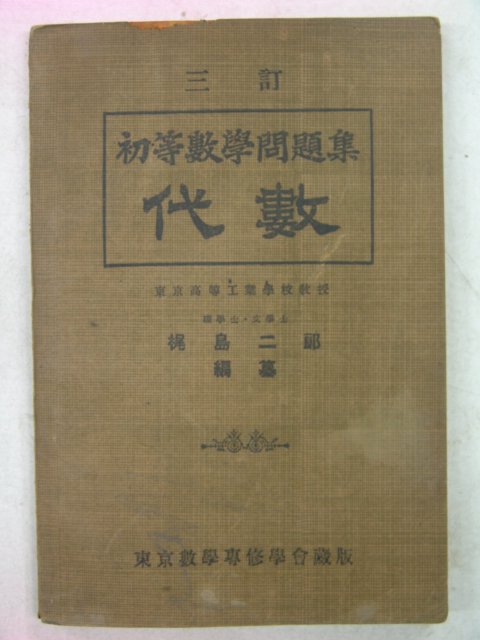 三訂
初等數學問題集
代數
東京高等工業學校教授
理學士・文學士
梶島二郎
編纂
東京數學專修學會藏版